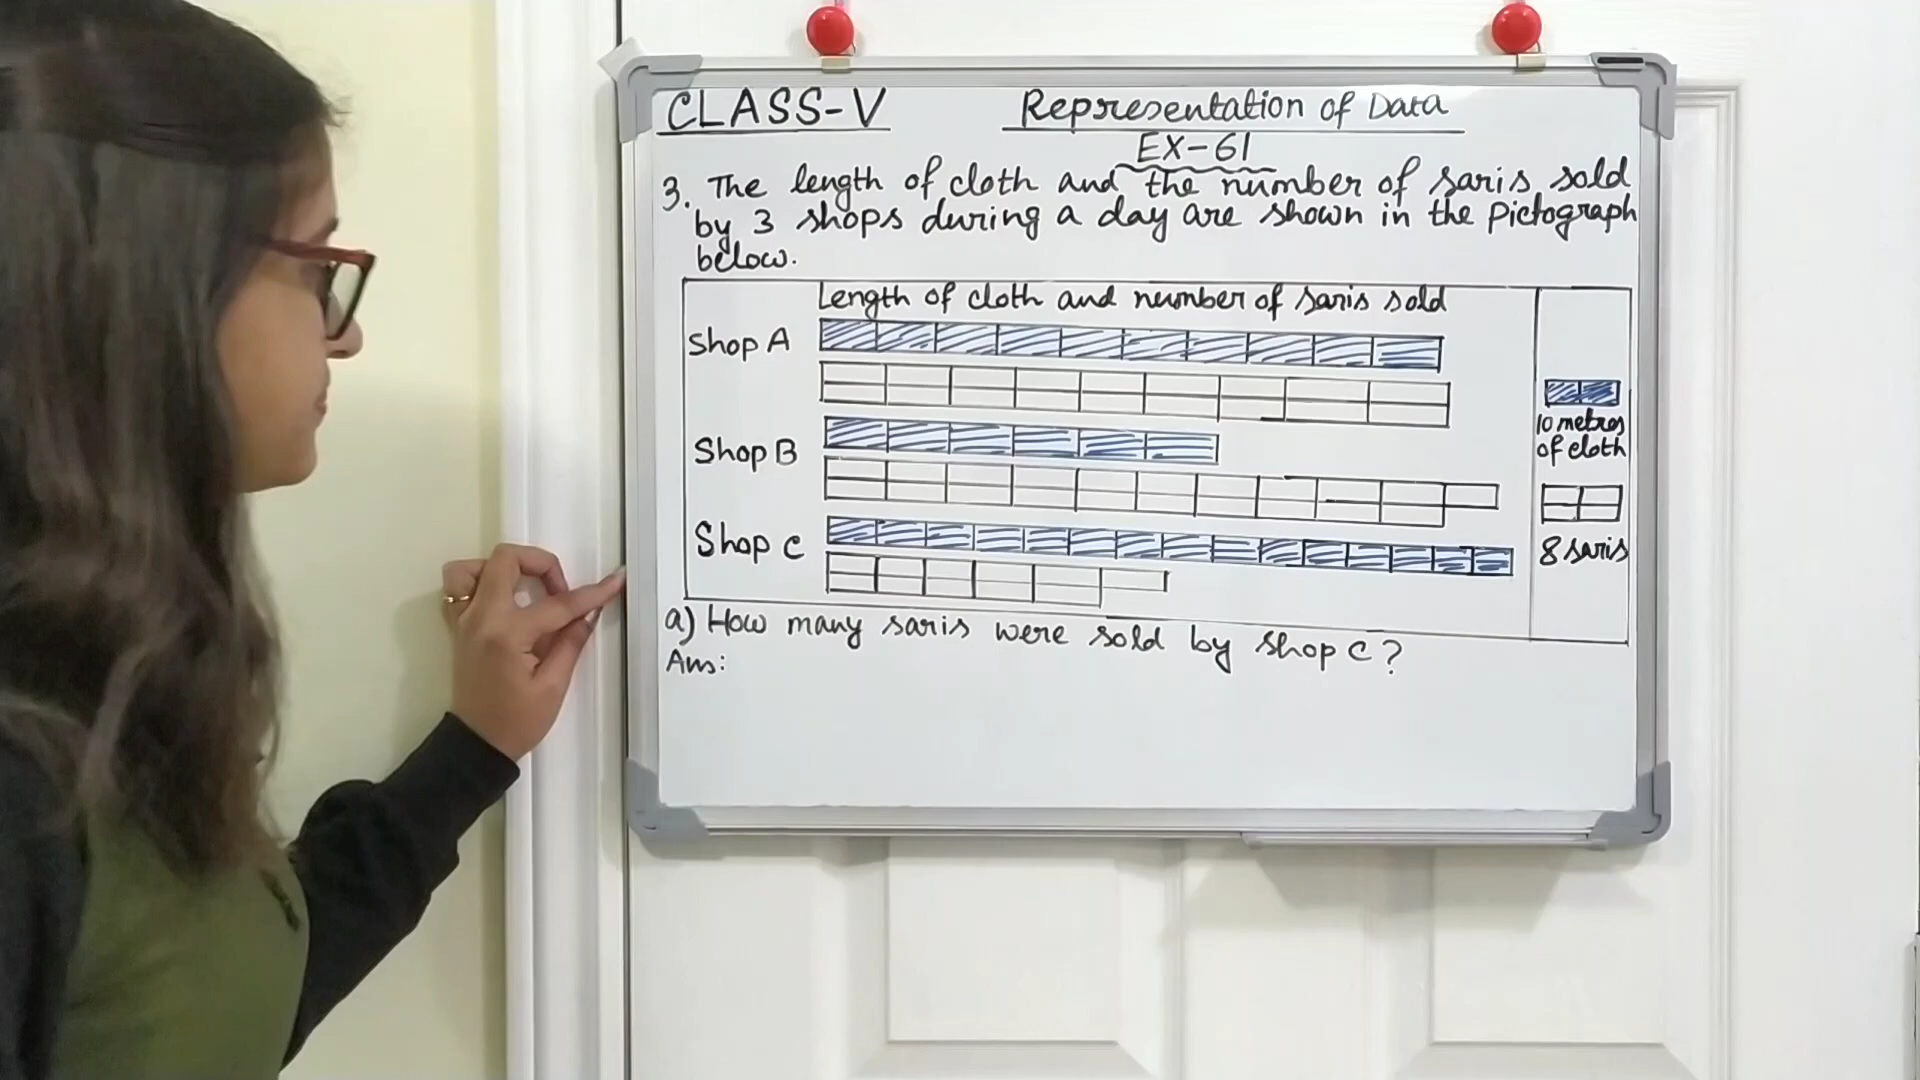 CLASS-V
Representation of Data
EX-61
3. The length of cloth and the number of saris sold
by 3 shops during a day are shown in the pictograph
below.
Length of cloth and number of saris sold
Shop A
Shop B
Shop C
10 metres
of cloth
8 saris
a) How many saris were sold by shop C?
Ans: